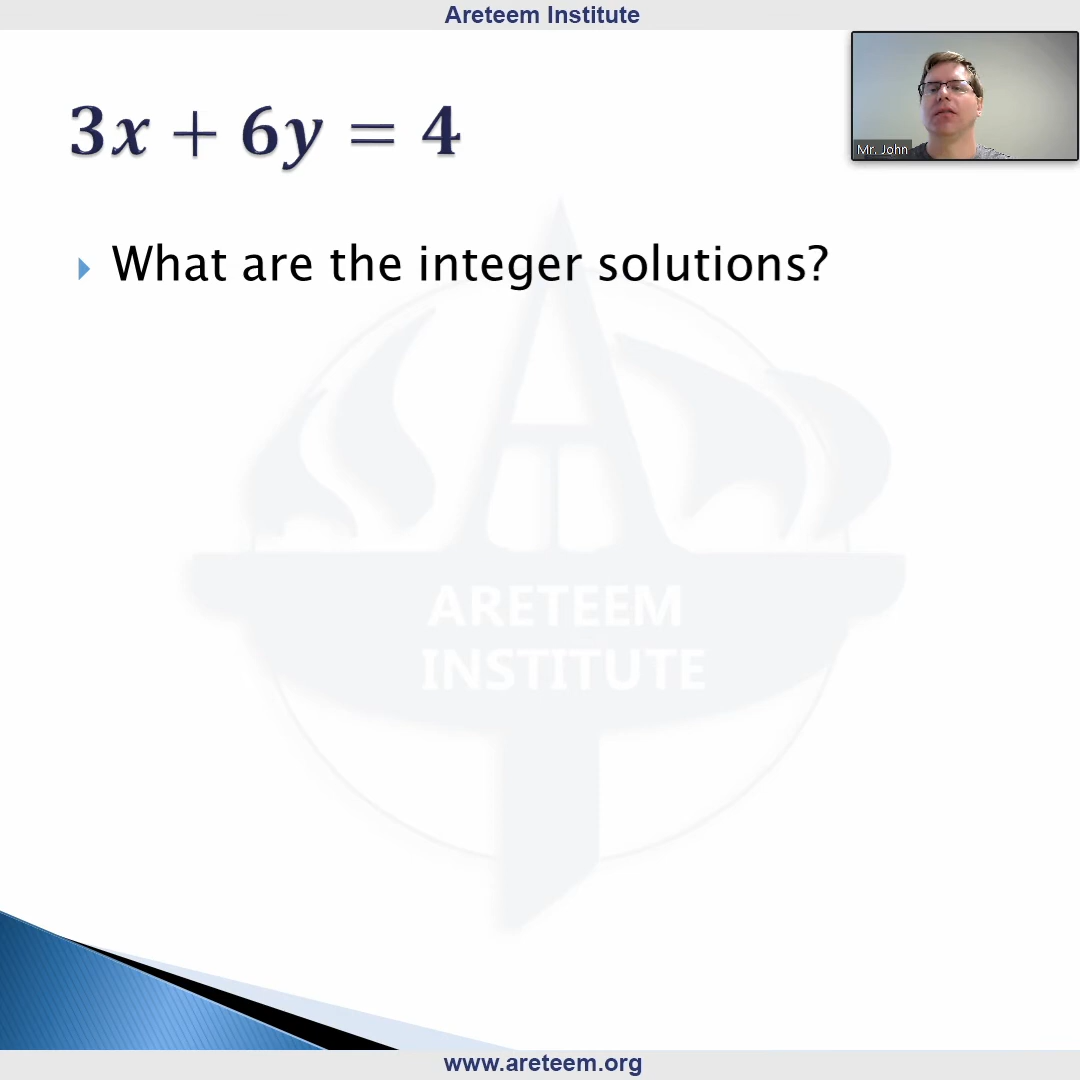 Areteem Institute
3x + 6y = 4
Mr. John
What are the integer solutions?
ARETEEM
INSTITUTE
www.areteem.org